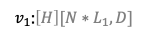 v₁:[H][N * L₁, D]